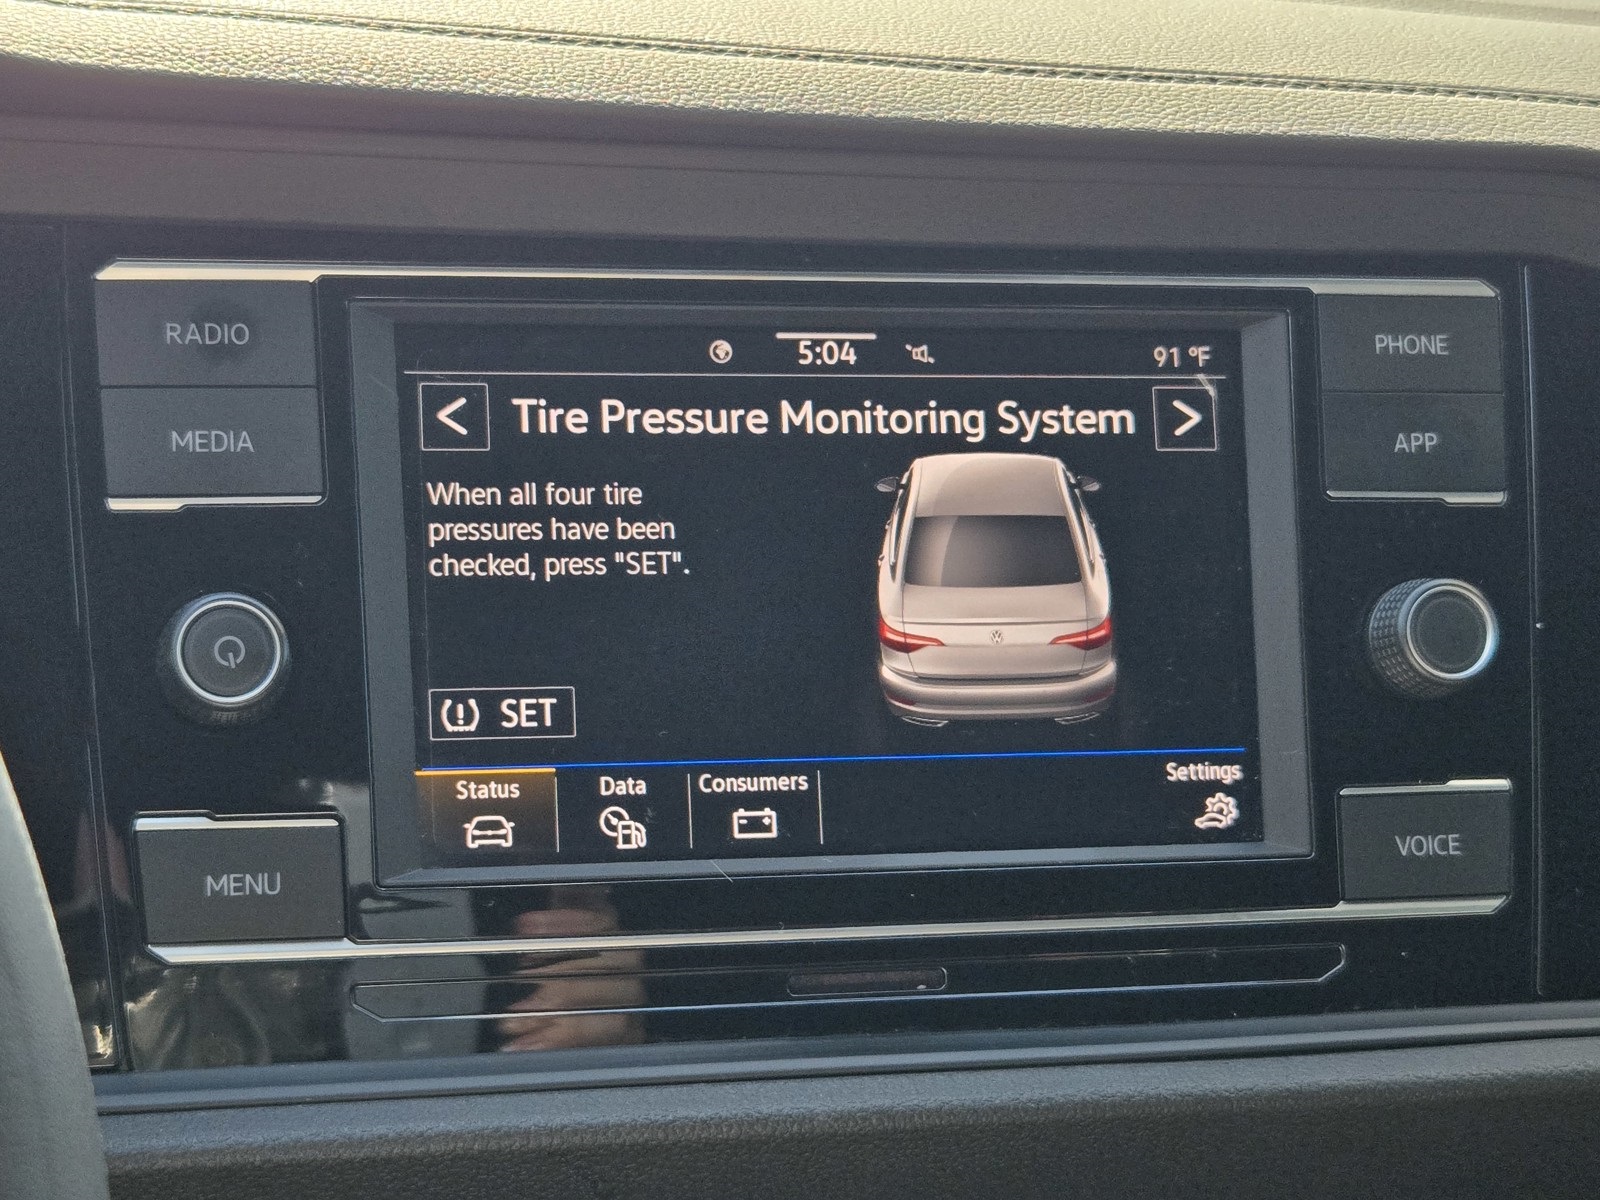 RADIO
MEDIA
MENU
5:04
91 °F
< Tire Pressure Monitoring System >
When all four tire
pressures have been
checked, press "SET".
(!) SET
Status
Data
Consumers
Settings
PHONE
APP
VOICE